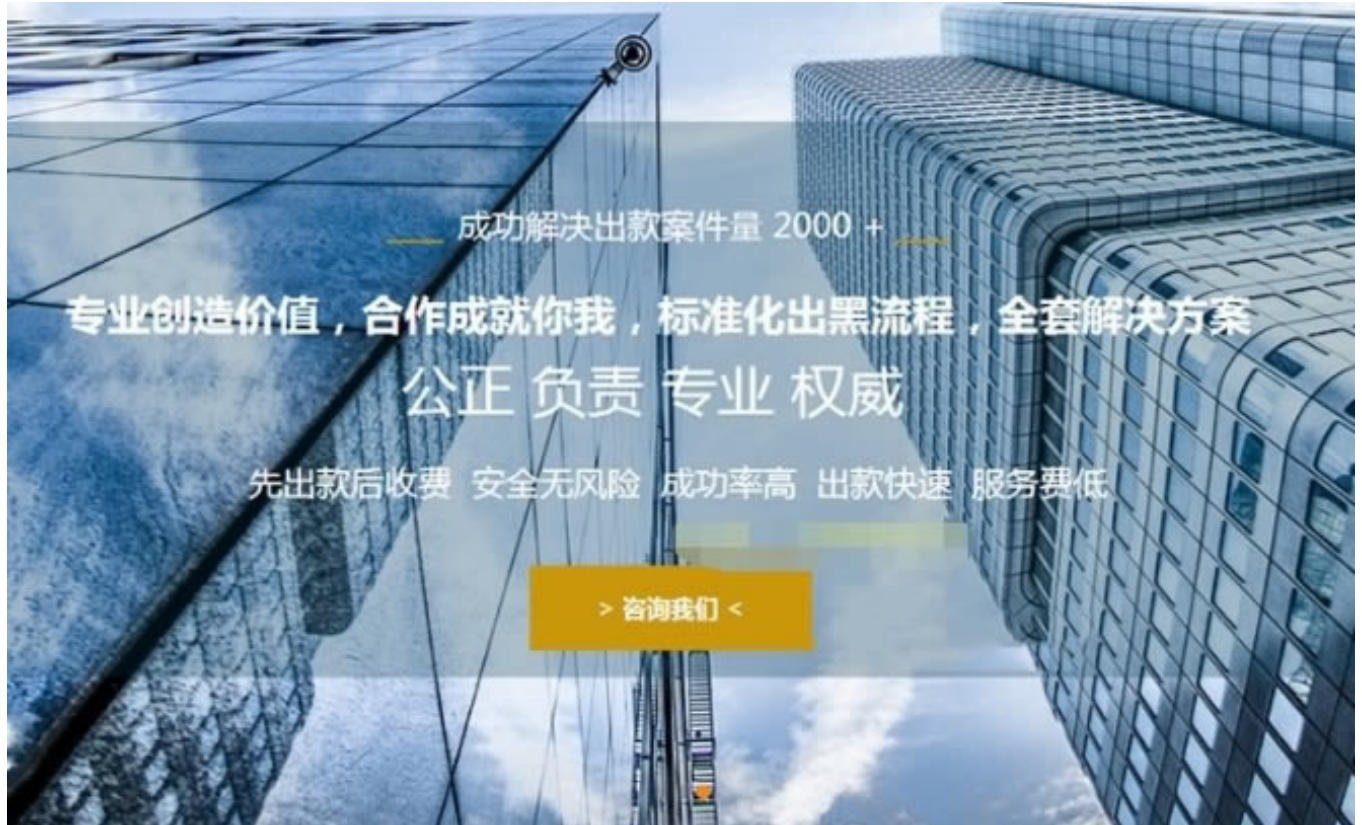 成功解决出款案件量 2000 +
专业创造价值，合作成就你我，标准化出黑流程，全套解决方案
公正 负责 专业 权威
先出款后收费 安全无风险 成功率高 出款快速 服务费低
> 咨询我们 <